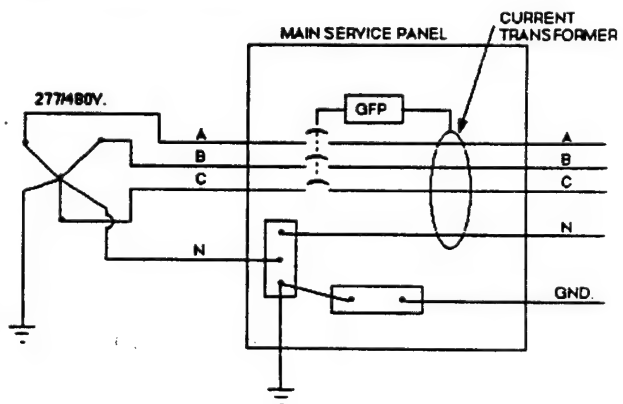 CURRENT
TRANSFORMER
MAIN SERVICE PANEL
277/480V.
GFP
A
A
B
B
C
C
N
N
GND.